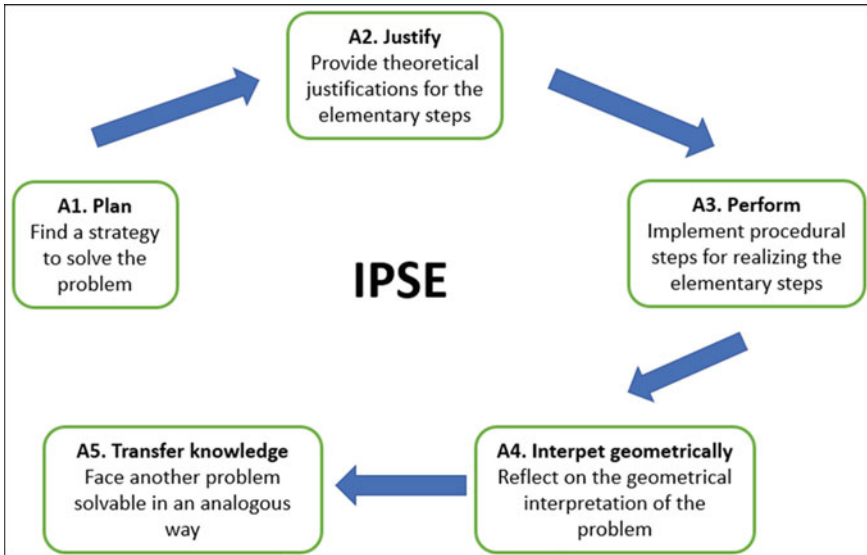 A1. Plan
Find a strategy
to solve the
problem
A2. Justify
Provide theoretical
justifications for the
elementary steps
A3. Perform
Implement procedural
steps for realizing the
elementary steps
A4. Interpet geometrically
Reflect on the geometrical
interpretation of the
problem
A5. Transfer knowledge
Face another problem
solvable in an analogous
way
IPSE